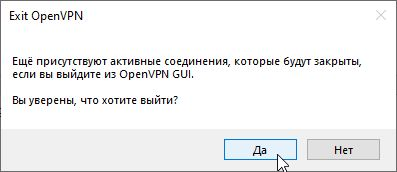 Exit OpenVPN
Ещё присутствуют активные соединения, которые будут закрыты,
если вы выйдите из OpenVPN GUI.
Вы уверены, что хотите выйти?
Да
Нет